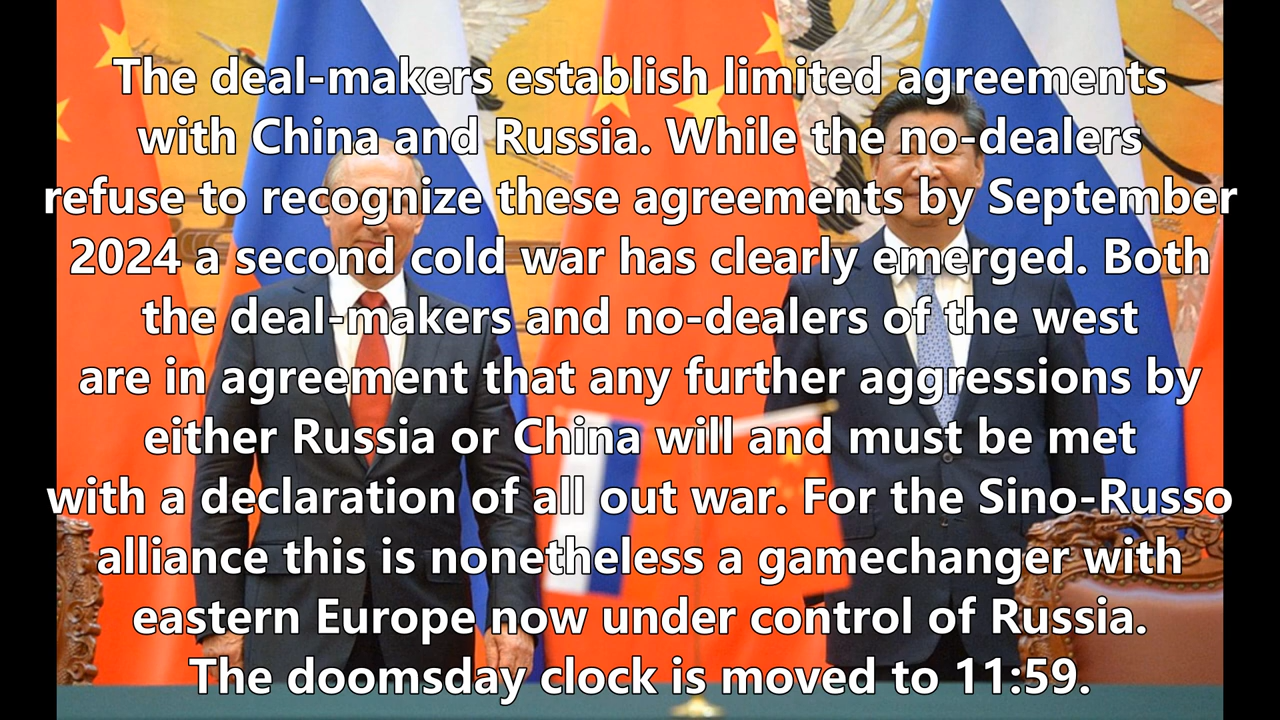 The deal-makers establish limited agreements
with China and Russia. While the no-dealers
refuse to recognize these agreements by September
2024 a second cold war has clearly emerged. Both
the deal-makers and no-dealers of the west
are in agreement that any further aggressions by
either Russia or China will and must be met
with a declaration of all out war. For the Sino-Russo
alliance this is nonetheless a gamechanger with
eastern Europe now under control of Russia.
The doomsday clock is moved to 11:59.